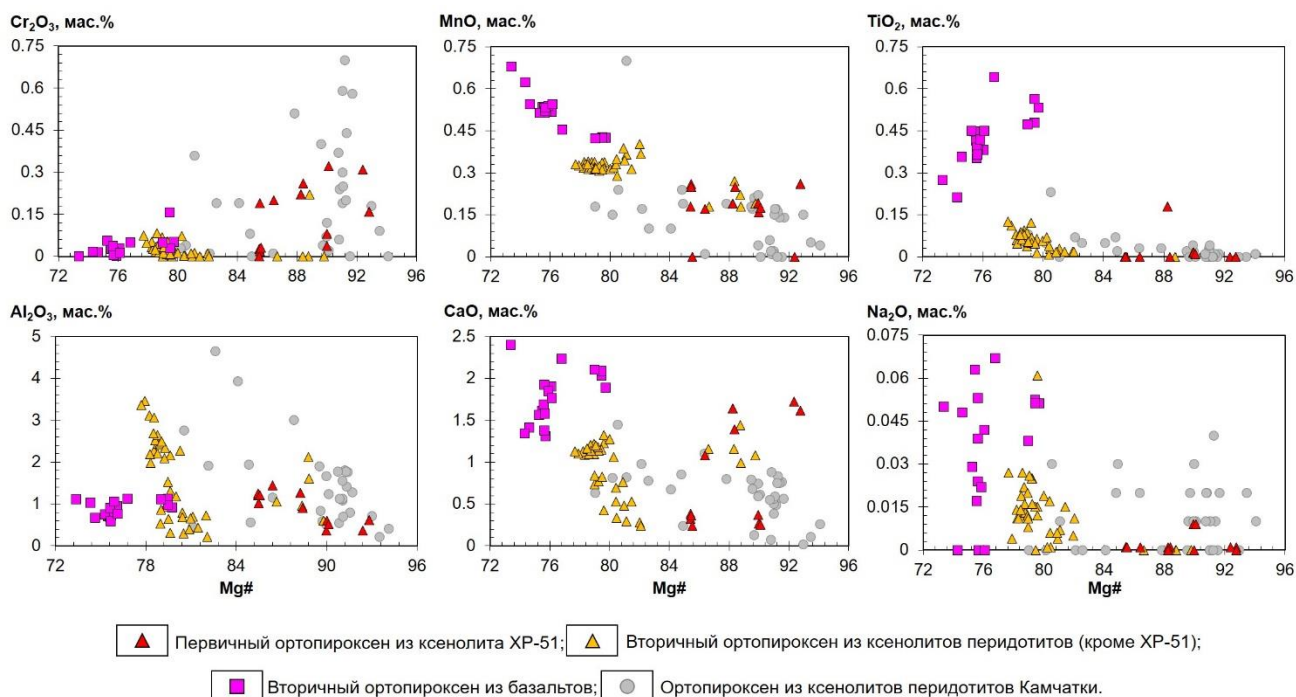 Cr₂O₃, мас.%
0.75
0.6
0.45
0.3
0.15
0
72 76 80 84 88 92 96
MnO, мас.%
0.75
0.6
0.45
0.3
0.15
0
72 76 80 84 88 92 96
TiO₂, мас.%
0.75
0.6
0.45
0.3
0.15
0
72 76 80 84 88 92 96
Al₂O₃, мас.%
5
4
3
2
1
0
72 78 84 90 96
Mg#
CaO, мас.%
2.5
2
1.5
1
0.5
0
72 76 80 84 88 92 96
Mg#
Na₂O, мас.%
0.075
0.06
0.045
0.03
0.015
0
72 76 80 84 88 92 96
Mg#
Первичный ортопироксен из ксенолита ХР-51; Вторичный ортопироксен из ксенолитов перидотитов (кроме ХР-51);
Вторичный ортопироксен из базальтов; Ортопироксен из ксенолитов перидотитов Камчатки.